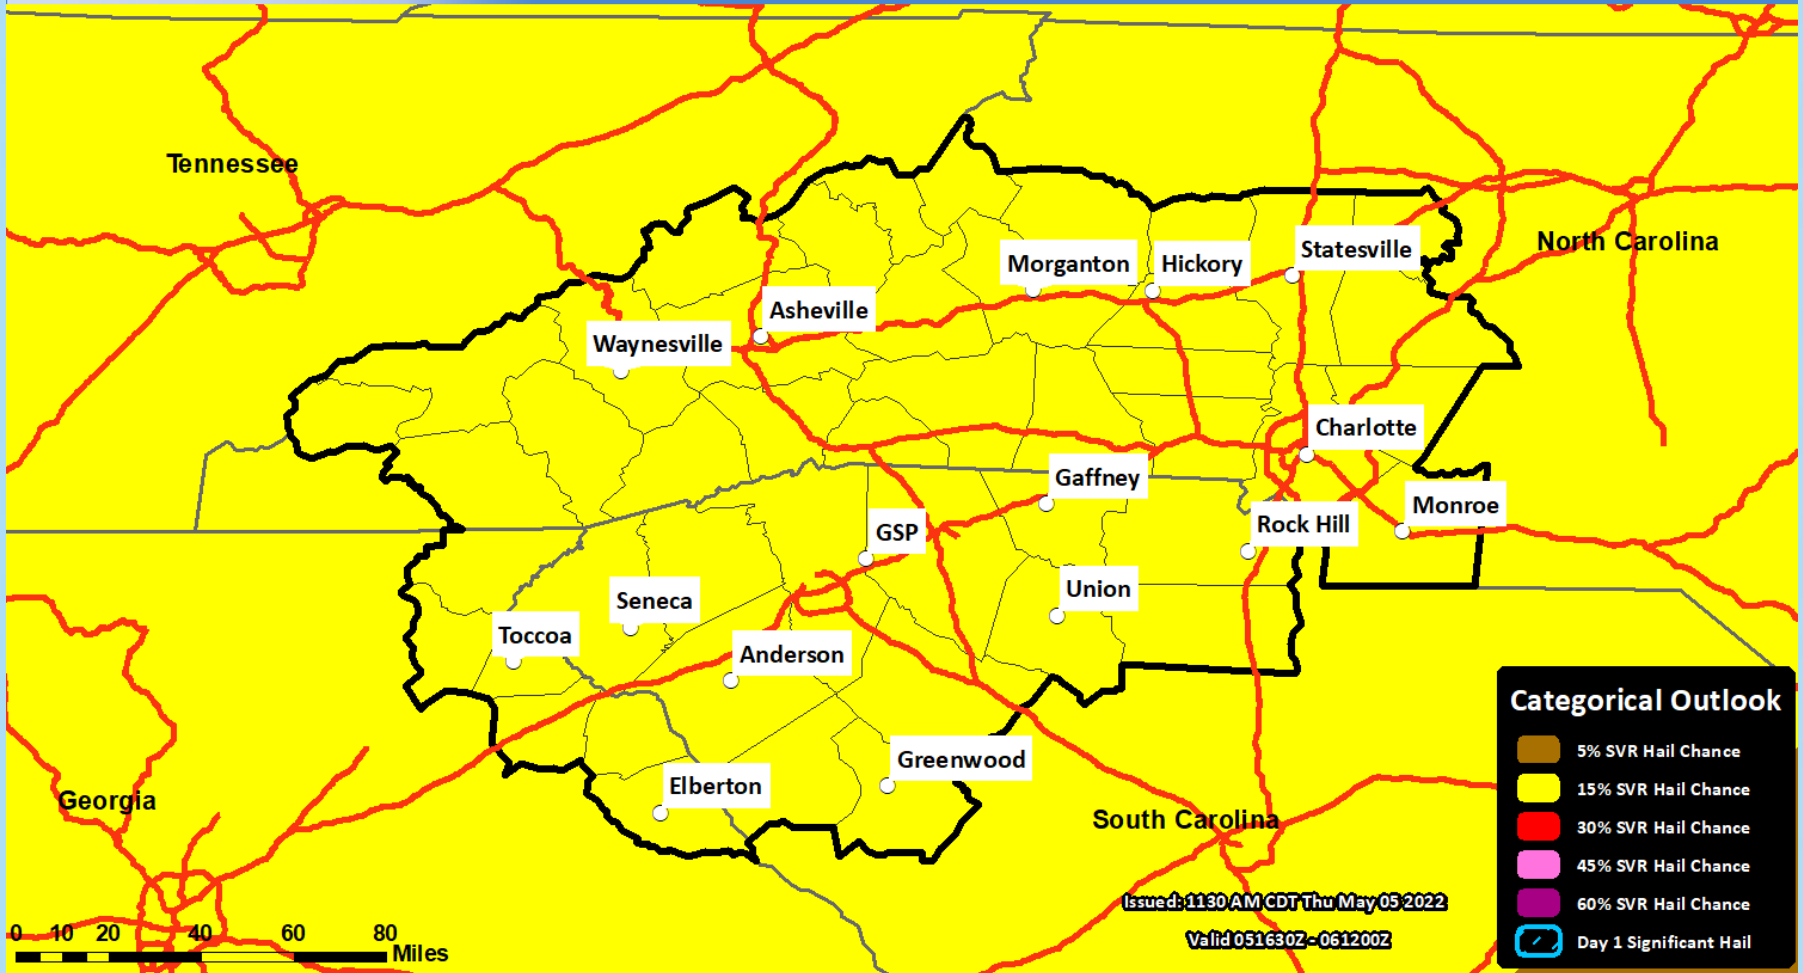 Tennessee
North Carolina
Statesville
Morganton
Hickory
Asheville
Waynesville
Charlotte
Gaffney
Monroe
Rock Hill
GSP
Union
Seneca
Toccoa
Anderson
Greenwood
Elberton
Georgia
South Carolina
Categorical Outlook
5% SVR Hail Chance
15% SVR Hail Chance
30% SVR Hail Chance
45% SVR Hail Chance
60% SVR Hail Chance
Day 1 Significant Hail
Issued: 1130 AM CDT Thu May 05 2022
Valid 051630Z - 061200Z
0 10 20 40 60 80
Miles